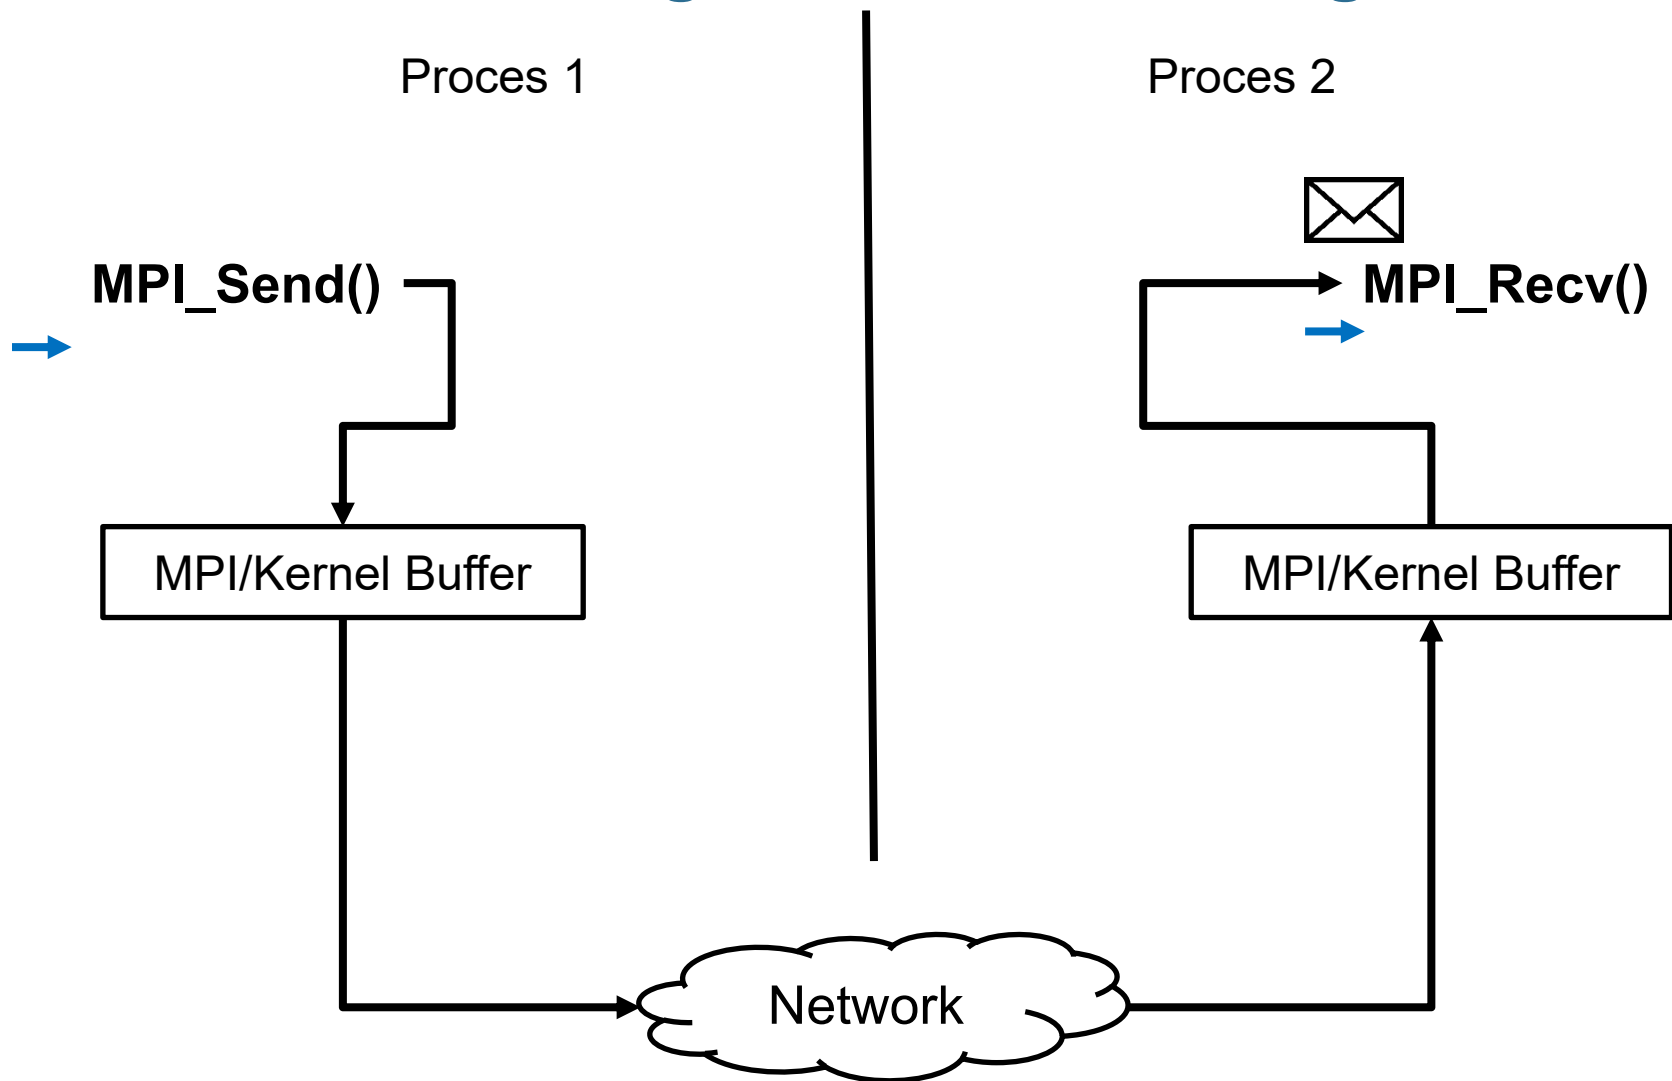 Proces 1
Proces 2
MPI_Send()
MPI_Recv()
MPI/Kernel Buffer
MPI/Kernel Buffer
Network